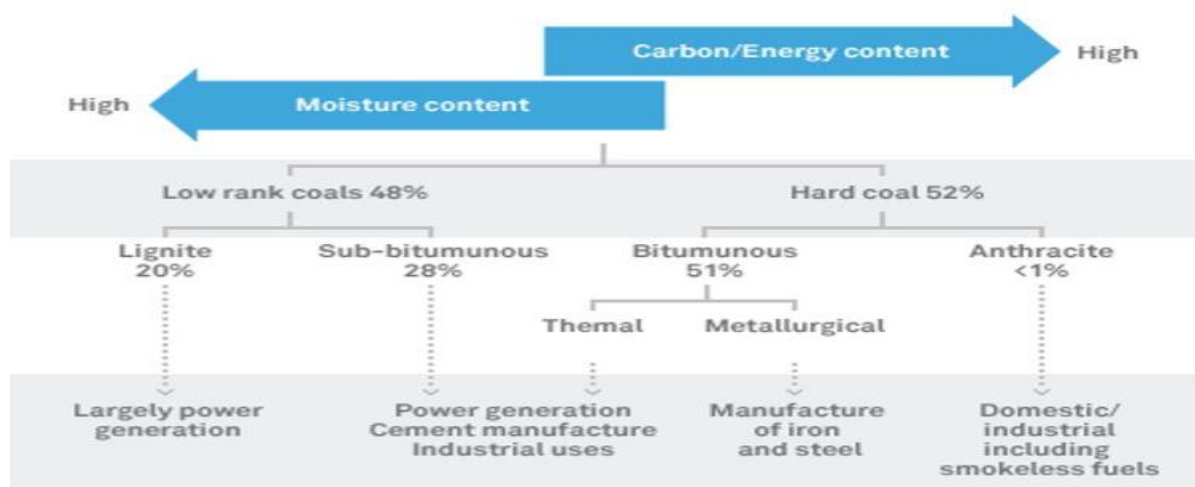 Carbon/Energy content
High
High
Moisture content
Low rank coals 48%
Hard coal 52%
Lignite
20%
Sub-bitumunous
28%
Bitumunous
51%
Anthracite
<1%
Themal
Metallurgical
Largely power
generation
Power generation
Cement manufacture
Industrial uses
Manufacture
of iron
and steel
Domestic/
industrial
including
smokeless fuels